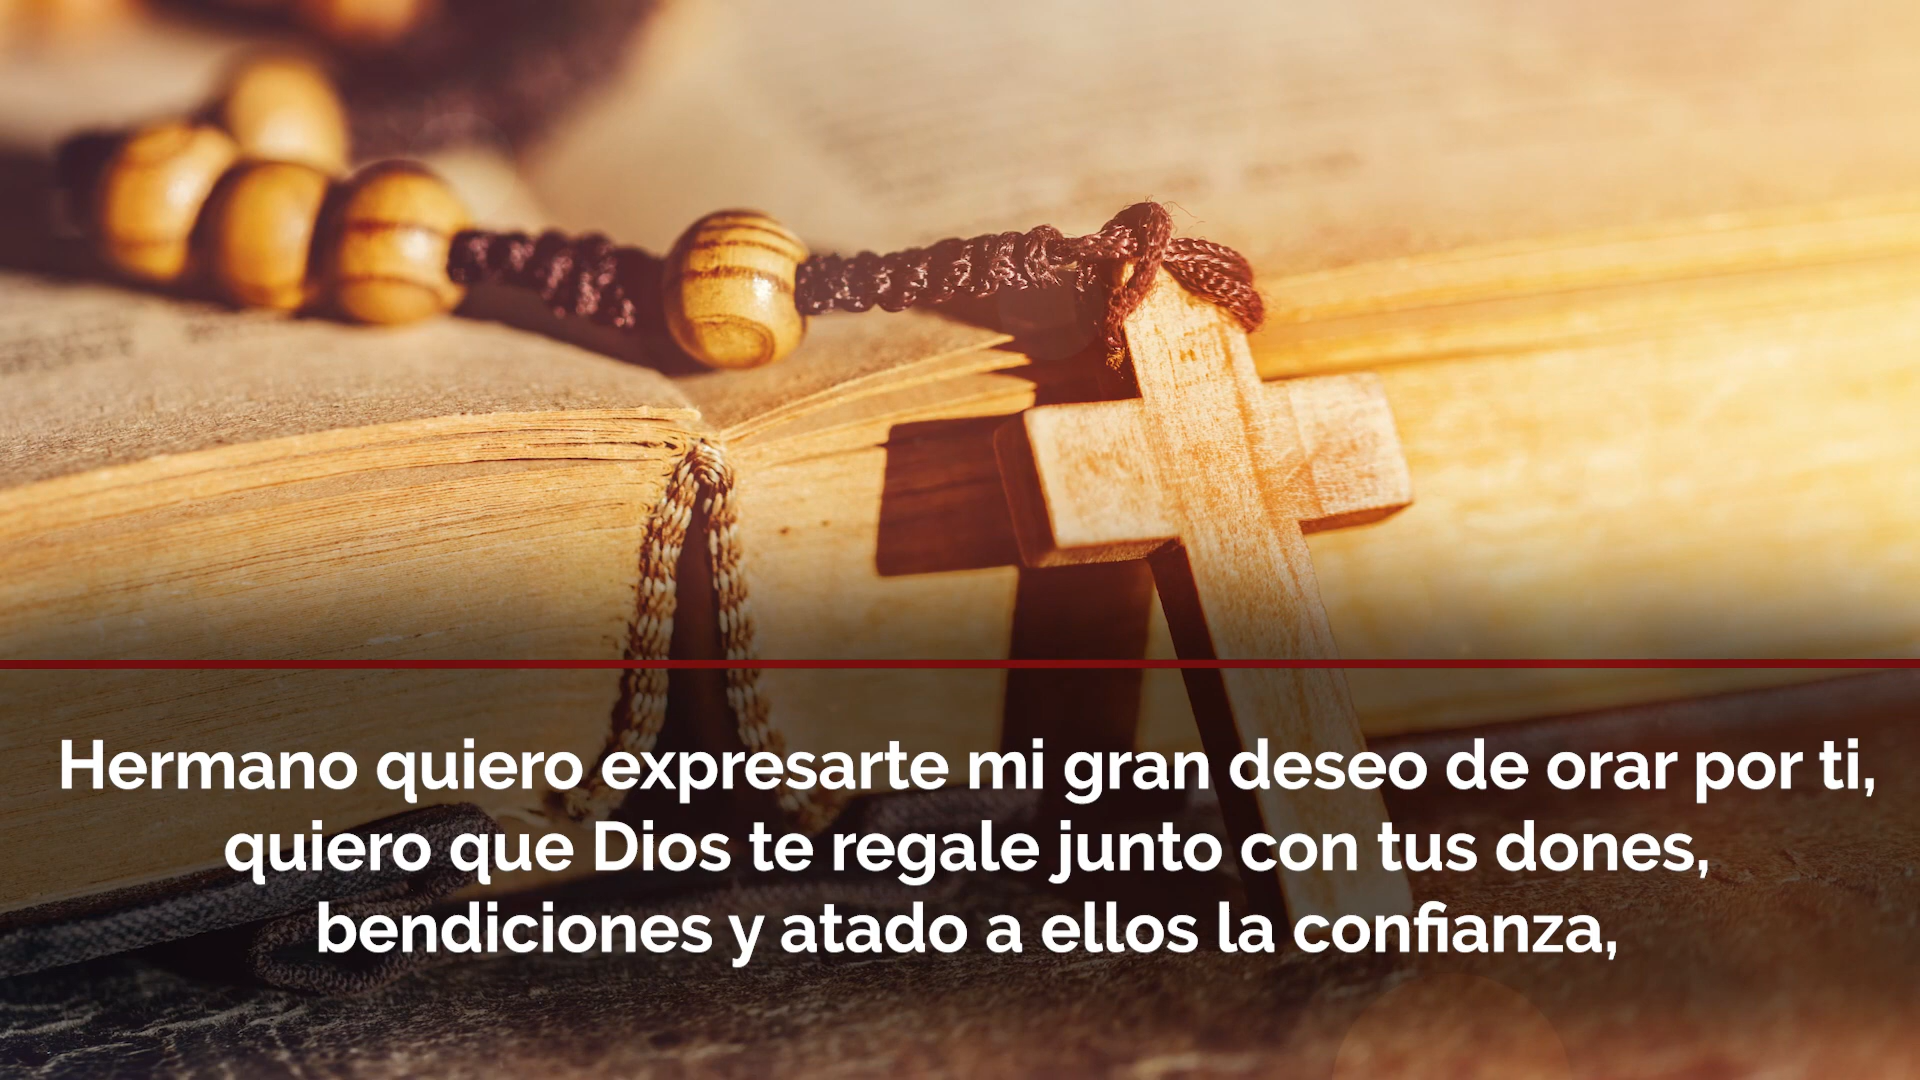 Hermano quiero expresarte mi gran deseo de orar por ti,
quiero que Dios te regale junto con tus dones,
bendiciones y atado a ellos la confianza,